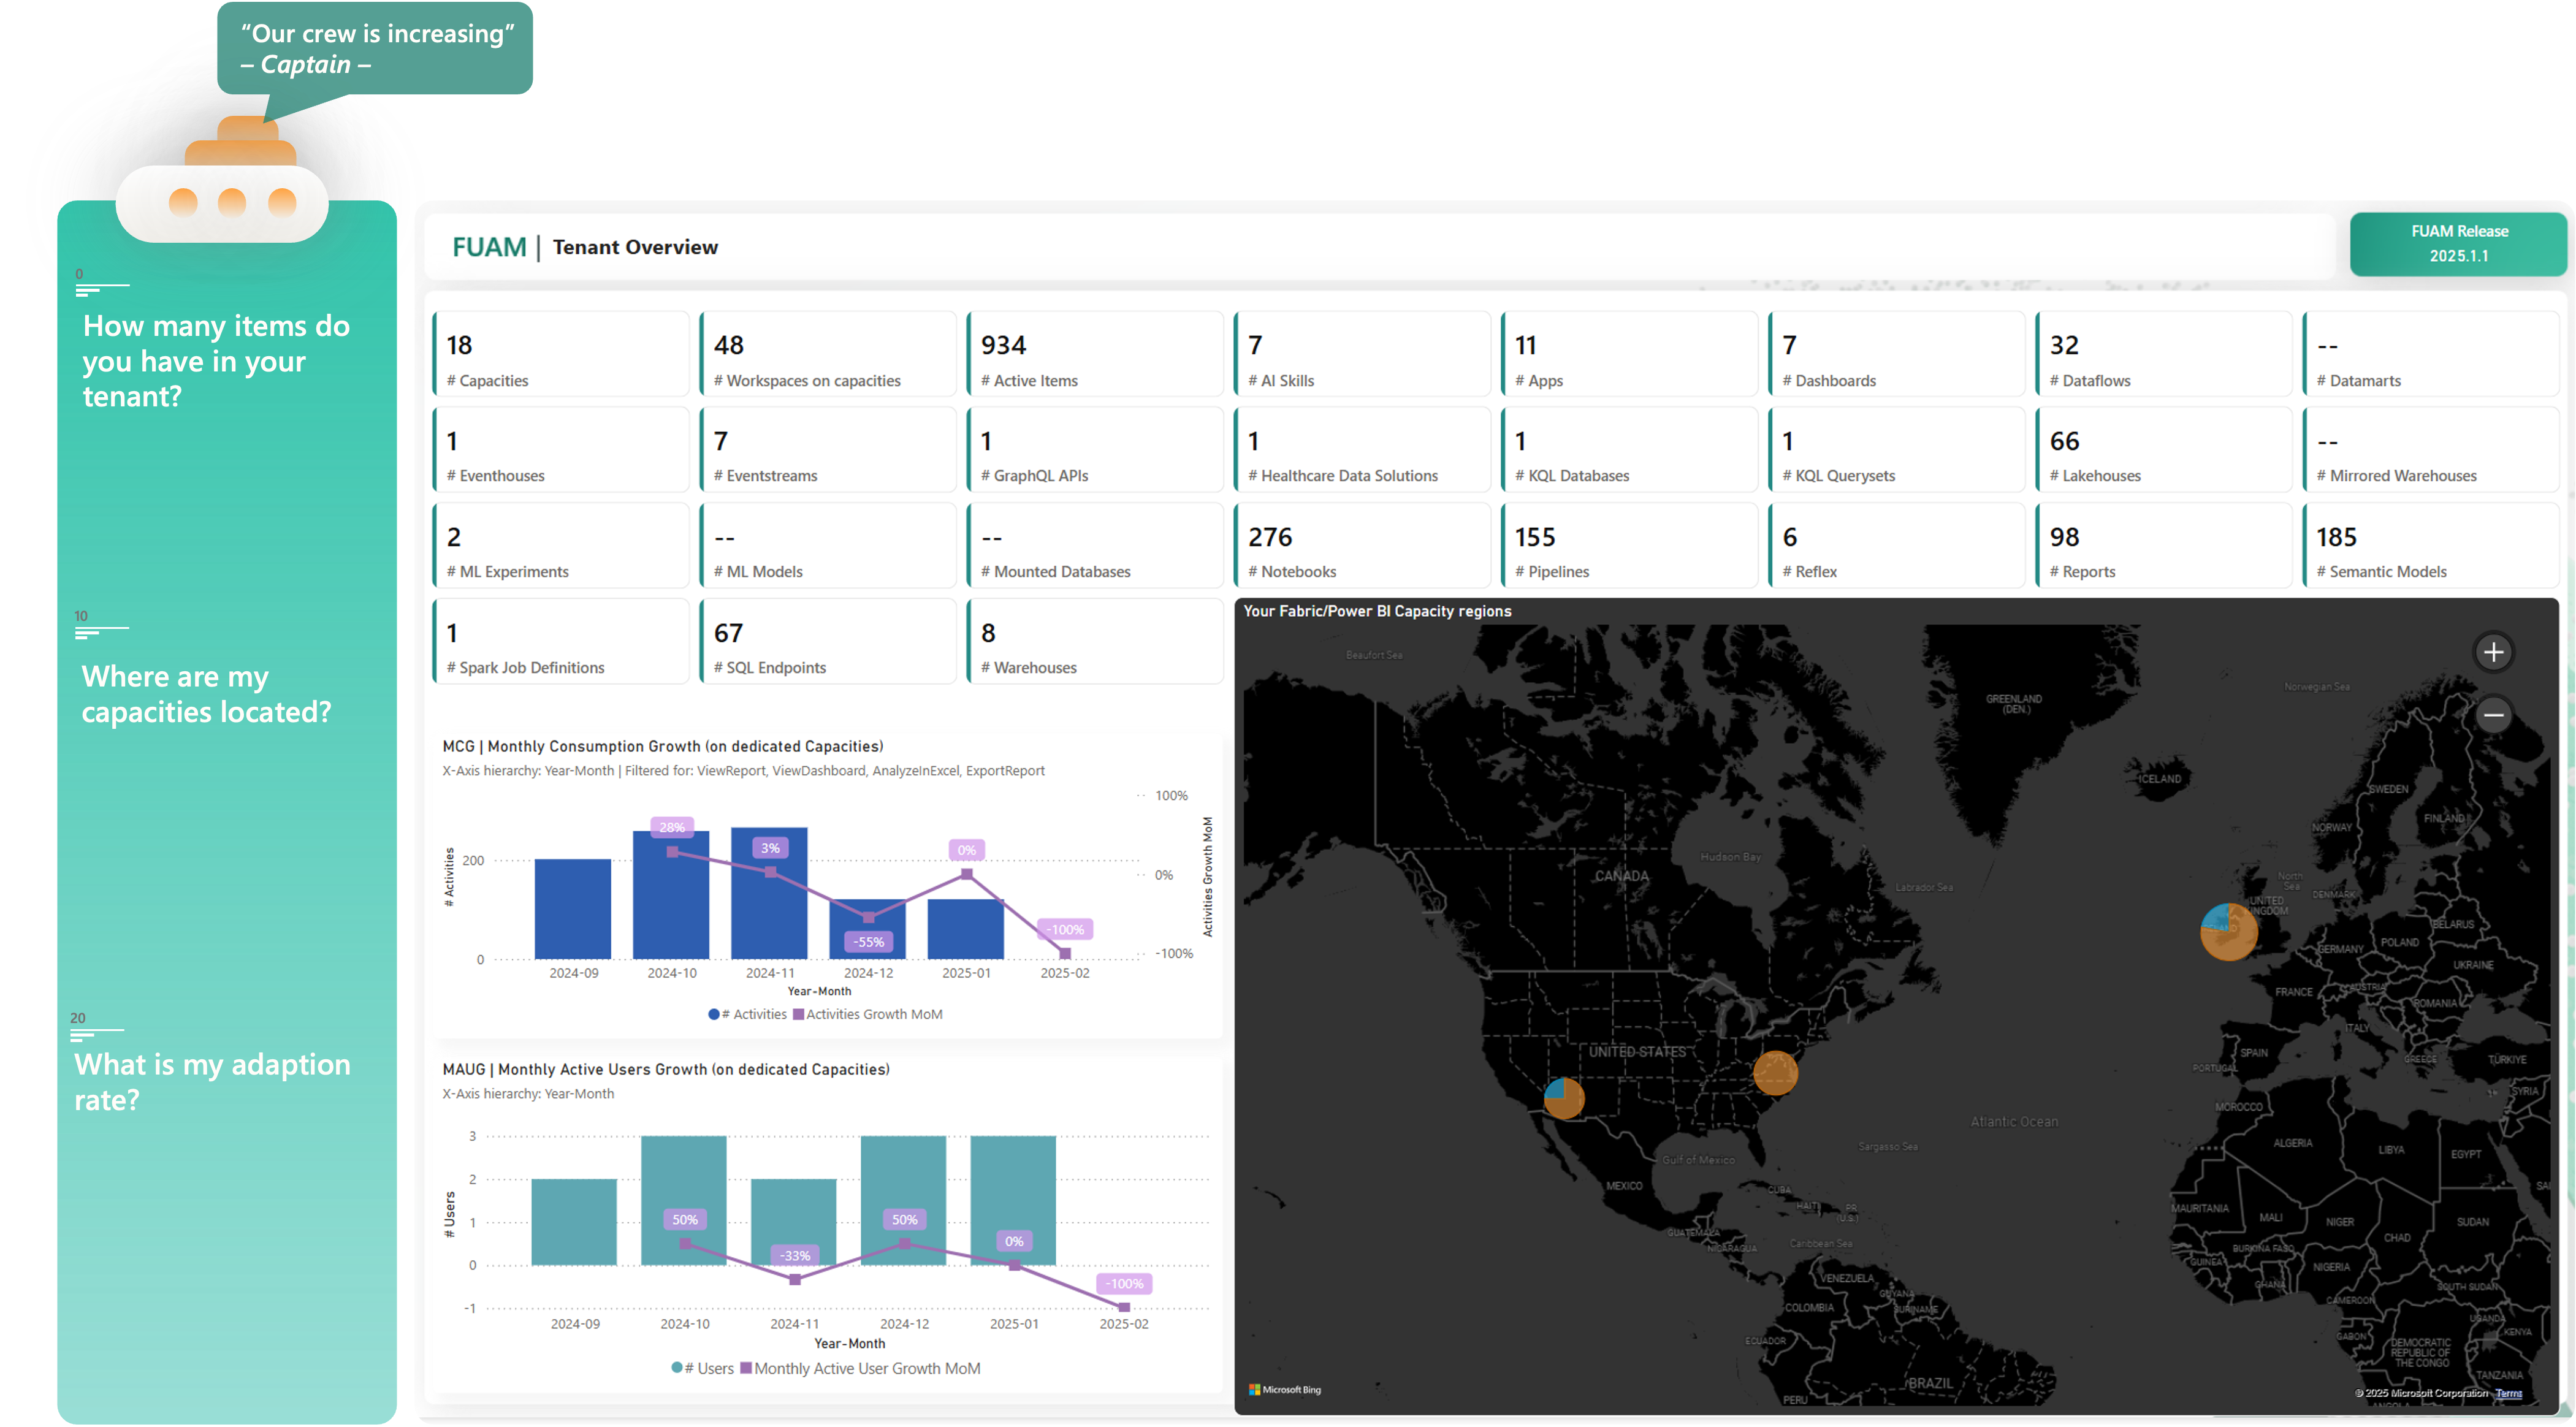 “Our crew is increasing”
– Captain –
0
How many items do
you have in your
tenant?
10
Where are my
capacities located?
20
What is my adaption
rate?
FUAM | Tenant Overview
FUAM Release
2025.1.1
18
# Capacities
48
# Workspaces on capacities
934
# Active Items
7
# AI Skills
11
# Apps
7
# Dashboards
32
# Dataflows
--
# Datamarts
1
# Eventhouses
7
# Eventstreams
1
# GraphQL APIs
1
# Healthcare Data Solutions
1
# KQL Databases
1
# KQL Querysets
66
# Lakehouses
--
# Mirrored Warehouses
2
# ML Experiments
--
# ML Models
--
# Mounted Databases
276
# Notebooks
155
# Pipelines
6
# Reflex
98
# Reports
185
# Semantic Models
1
# Spark Job Definitions
67
# SQL Endpoints
8
# Warehouses
MCG | Monthly Consumption Growth (on dedicated Capacities)
X-Axis hierarchy: Year-Month | Filtered for: ViewReport, ViewDashboard, AnalyzeInExcel, ExportReport
# Activities
200
0
28%
3%
-55%
0%
-100%
100%
0%
-100%
Activities Growth MoM
2024-09
2024-10
2024-11
2024-12
2025-01
2025-02
Year-Month
# Activities
Activities Growth MoM
MAUG | Monthly Active Users Growth (on dedicated Capacities)
X-Axis hierarchy: Year-Month
# Users
3
2
1
0
-1
50%
-33%
50%
0%
-100%
2024-09
2024-10
2024-11
2024-12
2025-01
2025-02
Year-Month
# Users
Monthly Active User Growth MoM
Your Fabric/Power BI Capacity regions
Beaufort Sea
GREENLAND
(DEN.)
Norwegian Sea
ICELAND
SWEDEN
FINLAND
NORWAY
Hudson Bay
CANADA
Labrador Sea
North
Sea
DENMARK
UNITED
KINGDOM
BELARUS
POLAND
GERMANY
UKRAINE
FRANCE
AUSTRIA
ROMANIA
ITALY
UNITED STATES
SPAIN
PORTUGAL
GREECE
TÜRKIYE
SYRIA
MOROCCO
Atlantic Ocean
Sargasso Sea
ALGERIA
LIBYA
EGYPT
Gulf of Mexico
MEXICO
CUBA
HAITI
PR
(U.S.)
SA
MAURITANIA
MALI
NIGER
CHAD
SUDAN
GUATEMALA
NICARAGUA
Caribbean Sea
BURKINA FASO
GUINEA
NIGERIA
GHANA
SOUTH SUDAN
VENEZUELA
GUYANA
SURINAME
COLOMBIA
CAMEROON
UGANDA
KENYA
ECUADOR
GABON
DEMOCRATIC
REPUBLIC OF
THE CONGO
TANZANIA
BRAZIL
PERU
ANGOLA
Microsoft Bing
© 2025 Microsoft Corporation Terms